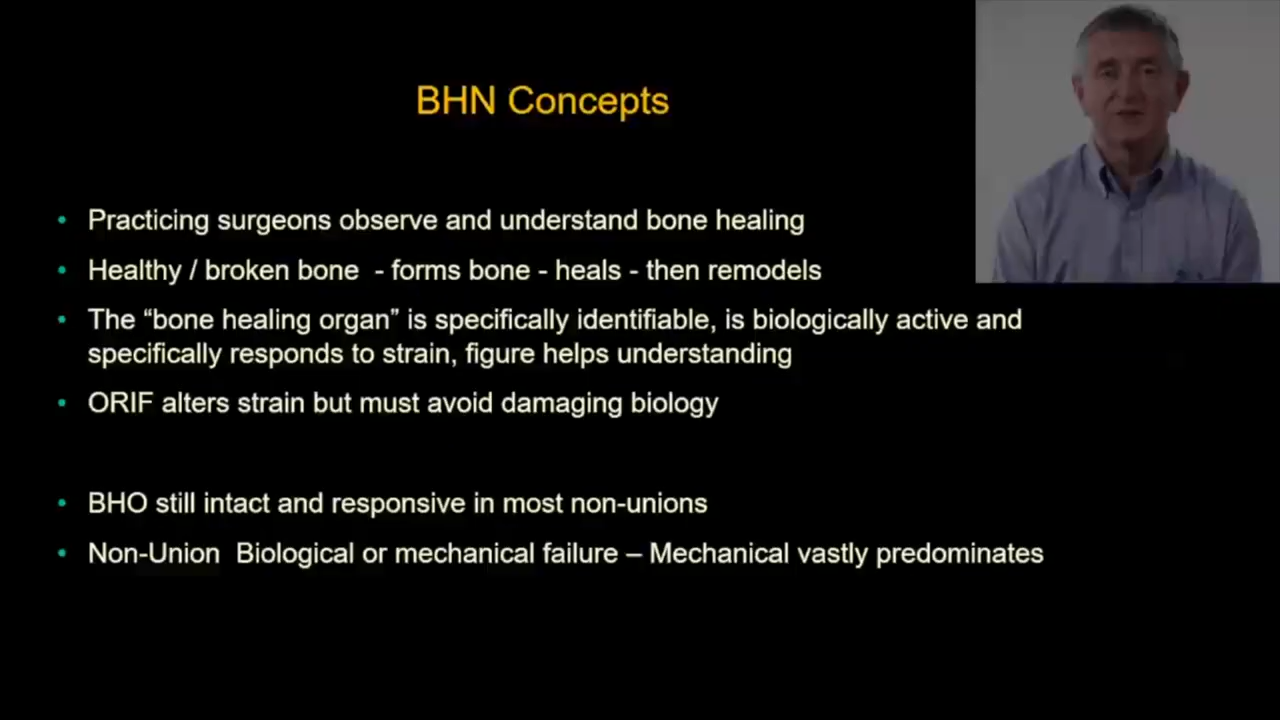 BHN Concepts
• Practicing surgeons observe and understand bone healing
• Healthy / broken bone  - forms bone - heals - then remodels
• The “bone healing organ” is specifically identifiable, is biologically active and
specifically responds to strain, figure helps understanding
• ORIF alters strain but must avoid damaging biology
• BHO still intact and responsive in most non-unions
• Non-Union  Biological or mechanical failure – Mechanical vastly predominates